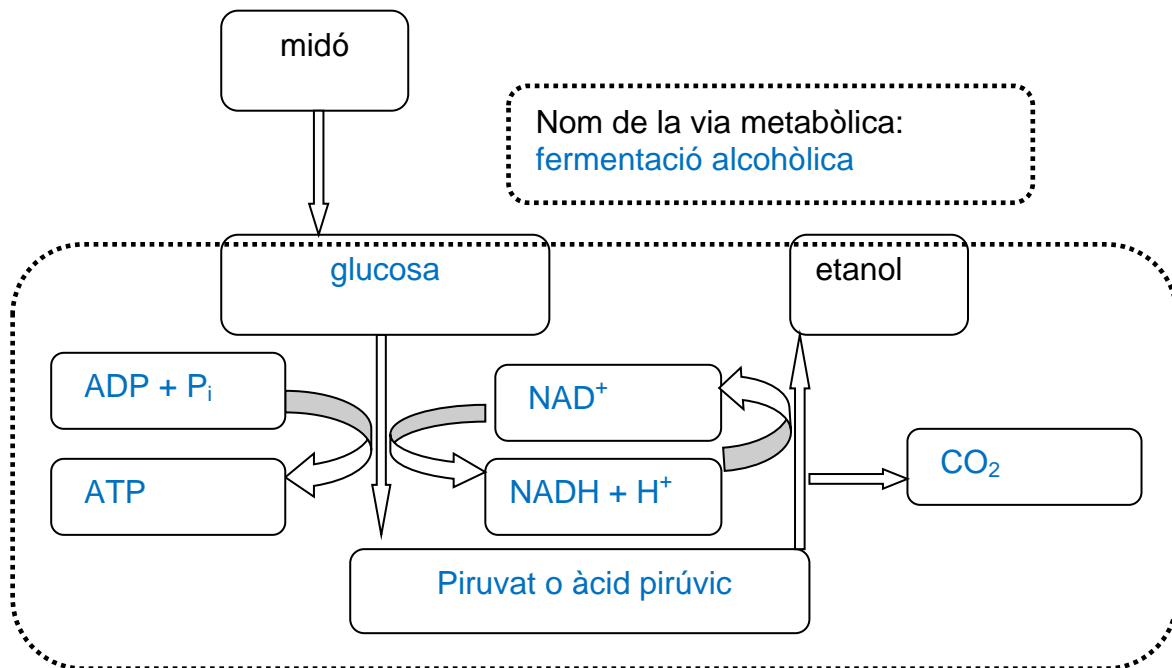 midó
Nom de la via metabòlica:
fermentació alcohòlica
glucosa
etanol
ADP + Pᵢ
NAD⁺
ATP
NADH + H⁺
CO₂
Piruvat o àcid pirúvic